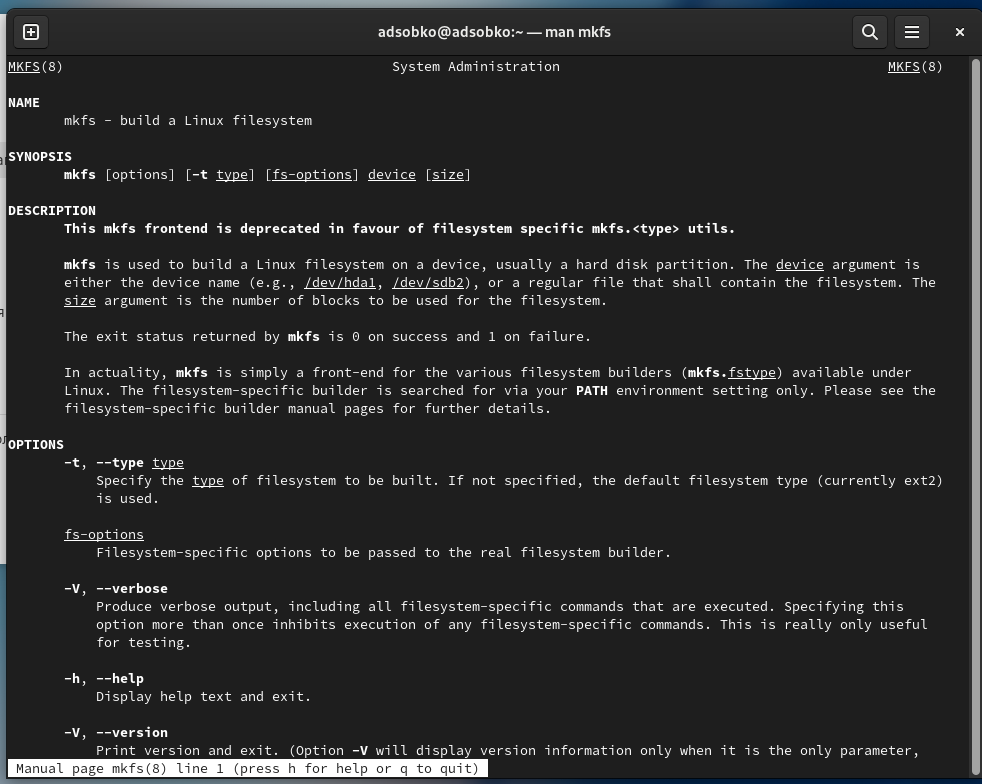 adsobko@adsobko:~ — man mkfs
MKFS(8) System Administration MKFS(8)
NAME
mkfs - build a Linux filesystem
SYNOPSIS
mkfs [options] [-t type] [fs-options] device [size]
DESCRIPTION
This mkfs frontend is deprecated in favour of filesystem specific mkfs.<type> utils.
mkfs is used to build a Linux filesystem on a device, usually a hard disk partition. The device argument is
either the device name (e.g., /dev/hda1, /dev/sdb2), or a regular file that shall contain the filesystem. The
size argument is the number of blocks to be used for the filesystem.
The exit status returned by mkfs is 0 on success and 1 on failure.
In actuality, mkfs is simply a front-end for the various filesystem builders (mkfs.fstype) available under
Linux. The filesystem-specific builder is searched for via your PATH environment setting only. Please see the
filesystem-specific builder manual pages for further details.
OPTIONS
-t, --type type
Specify the type of filesystem to be built. If not specified, the default filesystem type (currently ext2)
is used.
fs-options
Filesystem-specific options to be passed to the real filesystem builder.
-V, --verbose
Produce verbose output, including all filesystem-specific commands that are executed. Specifying this
option more than once inhibits execution of any filesystem-specific commands. This is really only useful
for testing.
-h, --help
Display help text and exit.
-V, --version
Print version and exit. (Option -V will display version information only when it is the only parameter,
Manual page mkfs(8) line 1 (press h for help or q to quit)